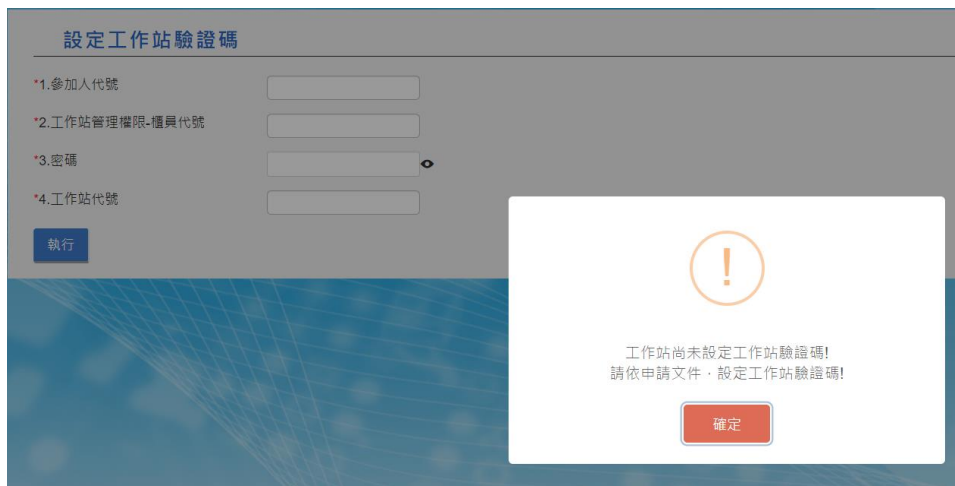 設定工作站驗證碼
*1.參加人代號
*2.工作站管理權限-櫃員代號
*3.密碼
*4.工作站代號
執行
!
工作站尚未設定工作站驗證碼!
請依申請文件,設定工作站驗證碼!
確定